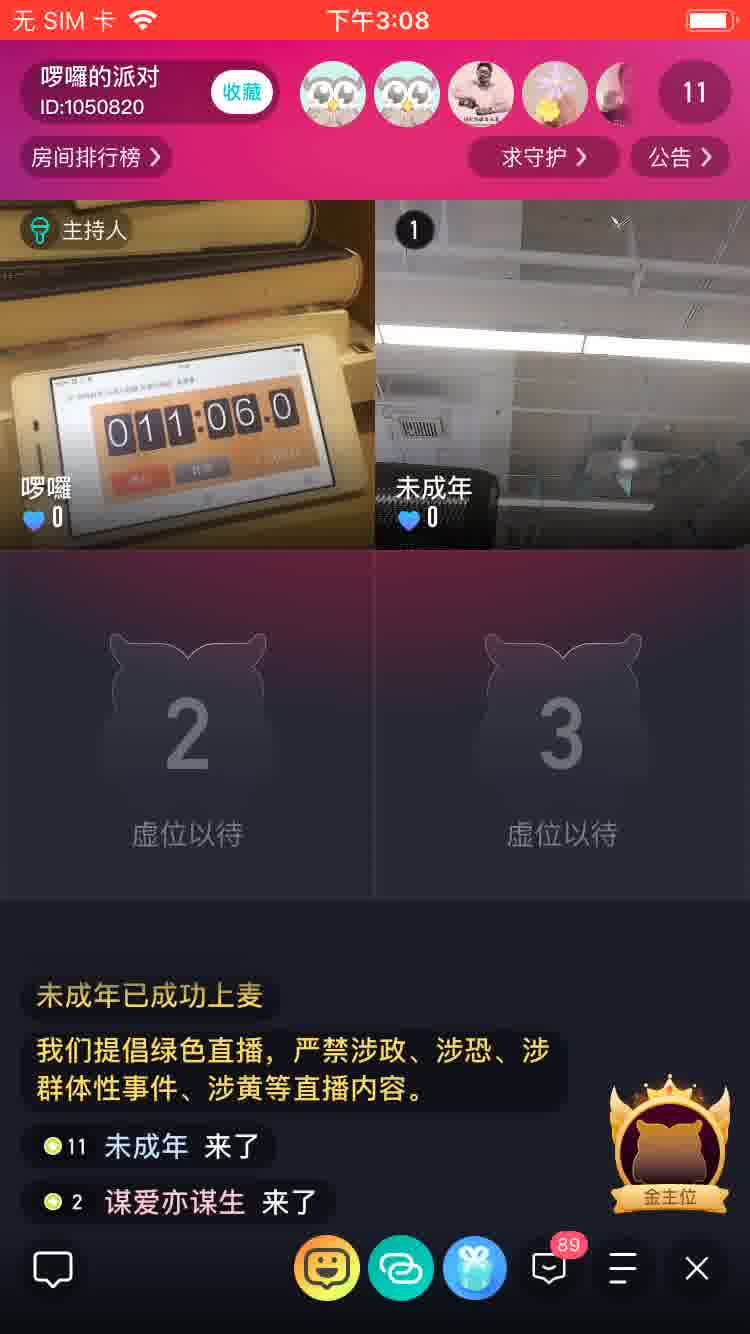 无 SIM 卡
下午3:08
啰囉的派对
ID:1050820
收藏
11
房间排行榜
求守护
公告
主持人
1
011:06.0
啰囉
0
未成年
0
2
虚位以待
3
虚位以待
未成年已成功上麦
我们提倡绿色直播，严禁涉政、涉恐、涉
群体性事件、涉黄等直播内容。
11 未成年 来了
2 谋爱亦谋生 来了
金主位
89